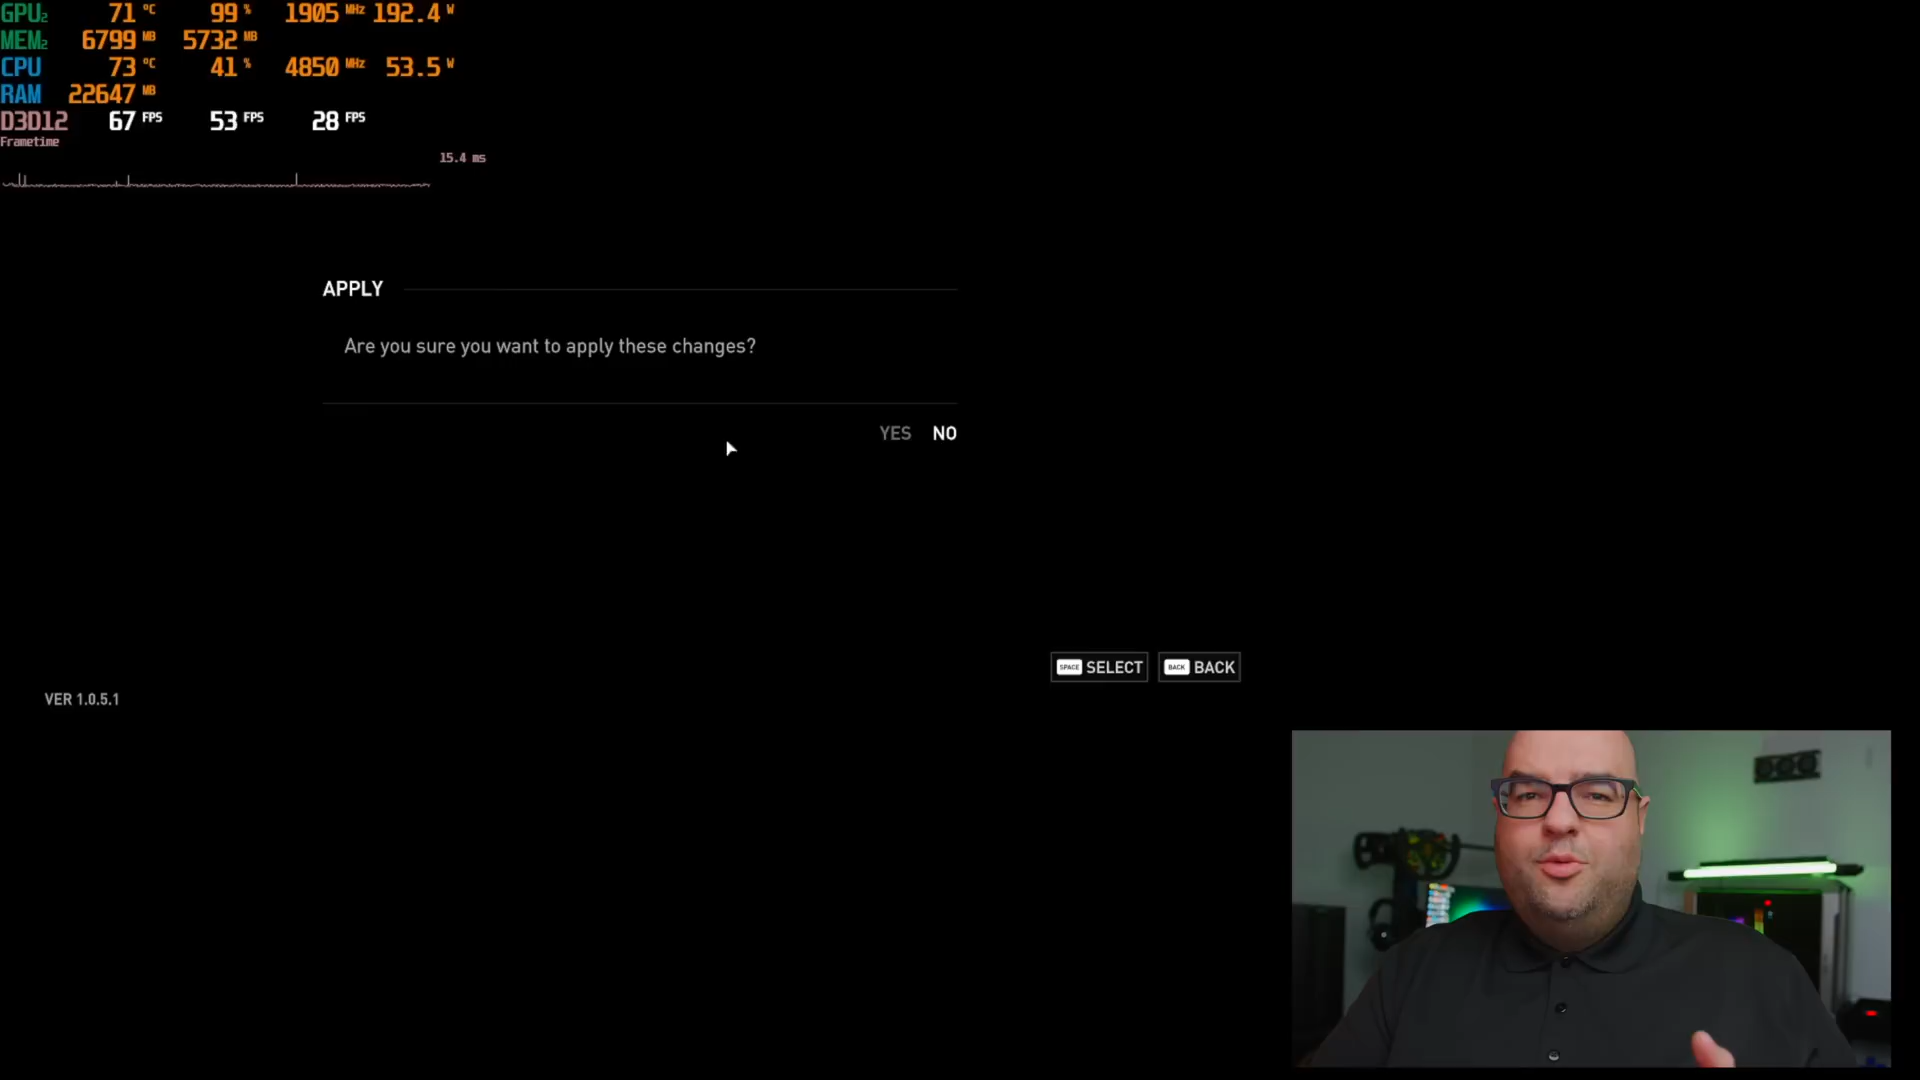 GPU₂ 71 °C 99 % 1905 MHz 192.4 W
MEM₂ 6799 MB 5732 MB
CPU 73 °C 41 % 4850 MHz 53.5 W
RAM 22647 MB
D3D12 67 FPS 53 FPS 28 FPS
Frametime
15.4 ms
APPLY
Are you sure you want to apply these changes?
YES NO
SPACE SELECT BACK BACK
VER 1.0.5.1